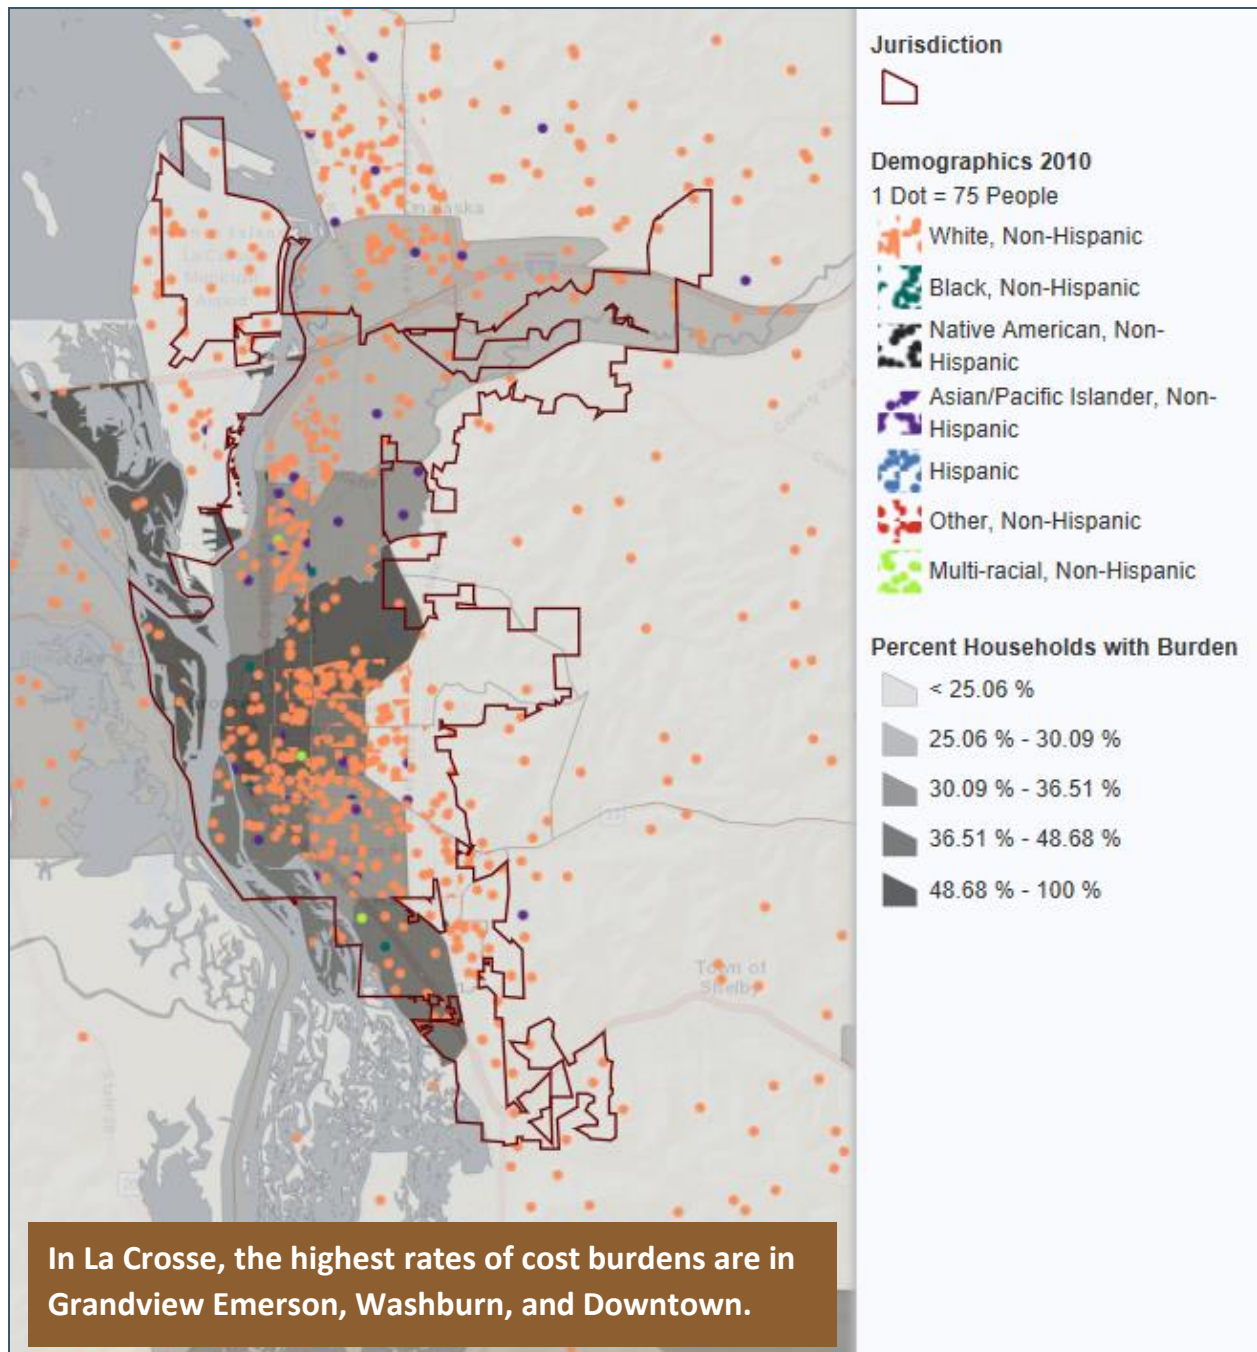 Jurisdiction
Demographics 2010
1 Dot = 75 People
White, Non-Hispanic
Black, Non-Hispanic
Native American, Non-
Hispanic
Asian/Pacific Islander, Non-
Hispanic
Hispanic
Other, Non-Hispanic
Multi-racial, Non-Hispanic
Percent Households with Burden
< 25.06 %
25.06 % - 30.09 %
30.09 % - 36.51 %
36.51 % - 48.68 %
48.68 % - 100 %
Town of
Shelby
In La Crosse, the highest rates of cost burdens are in
Grandview Emerson, Washburn, and Downtown.